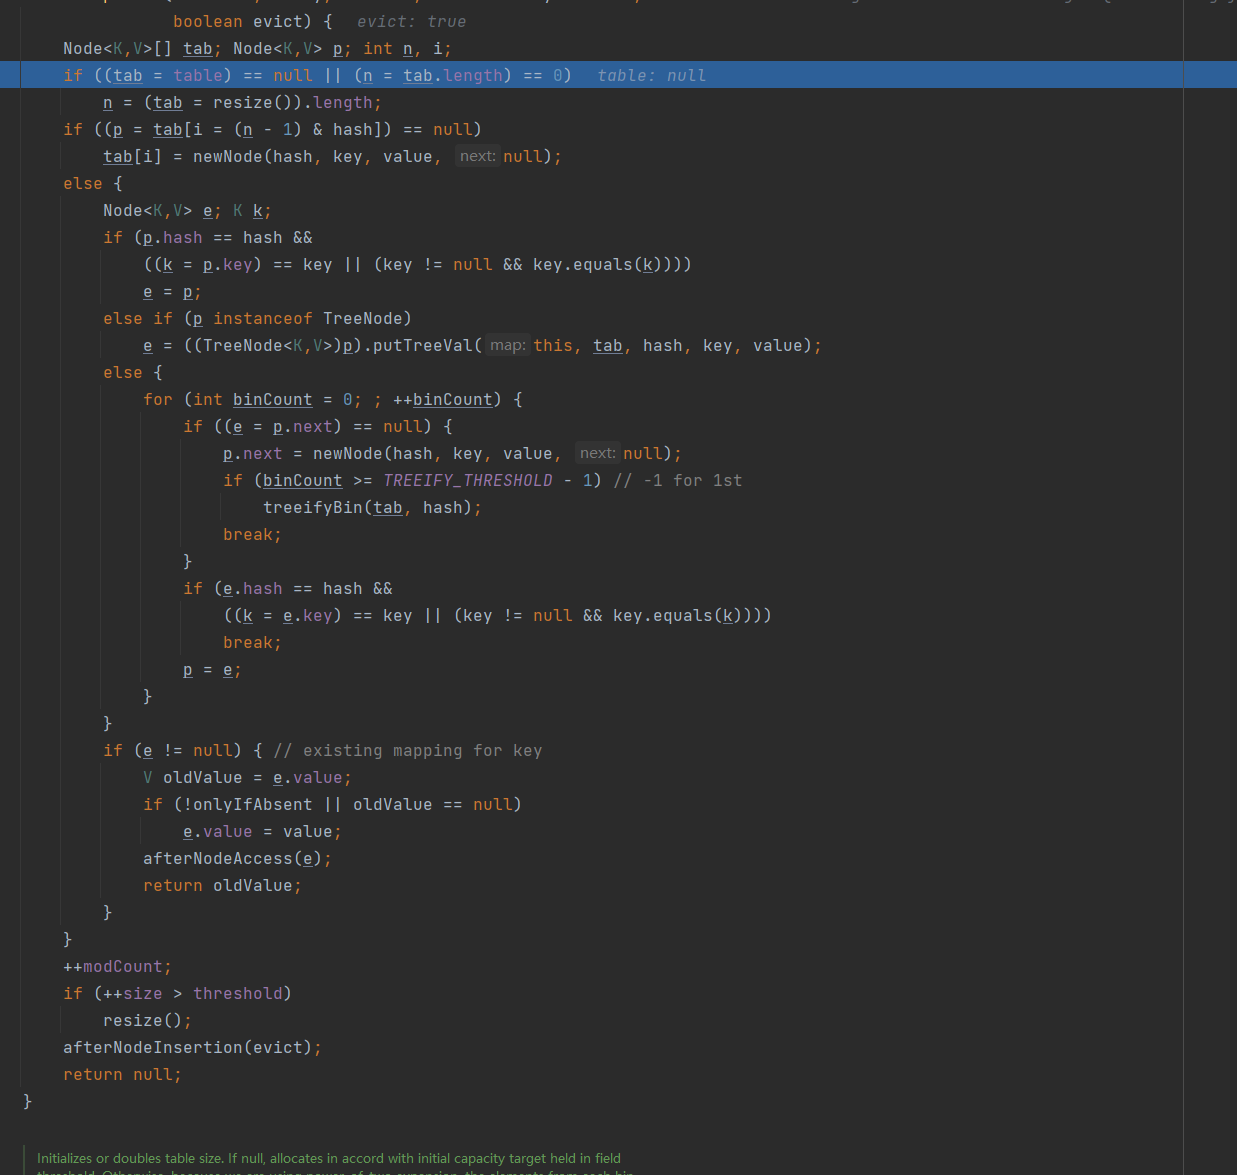 boolean evict) {   evict: true
    Node<K,V>[] tab; Node<K,V> p; int n, i;
    if ((tab = table) == null || (n = tab.length) == 0)   table: null
        n = (tab = resize()).length;
    if ((p = tab[i = (n - 1) & hash]) == null)
        tab[i] = newNode(hash, key, value, next: null);
    else {
        Node<K,V> e; K k;
        if (p.hash == hash &&
            ((k = p.key) == key || (key != null && key.equals(k))))
            e = p;
        else if (p instanceof TreeNode)
            e = ((TreeNode<K,V>)p).putTreeVal( map: this, tab, hash, key, value);
        else {
            for (int binCount = 0; ; ++binCount) {
                if ((e = p.next) == null) {
                    p.next = newNode(hash, key, value, next: null);
                    if (binCount >= TREEIFY_THRESHOLD - 1) // -1 for 1st
                        treeifyBin(tab, hash);
                    break;
                }
                if (e.hash == hash &&
                    ((k = e.key) == key || (key != null && key.equals(k))))
                    break;
                p = e;
            }
        }
        if (e != null) { // existing mapping for key
            V oldValue = e.value;
            if (!onlyIfAbsent || oldValue == null)
                e.value = value;
            afterNodeAccess(e);
            return oldValue;
        }
    }
    ++modCount;
    if (++size > threshold)
        resize();
    afterNodeInsertion(evict);
    return null;
}
Initializes or doubles table size. If null, allocates in accord with initial capacity target held in field